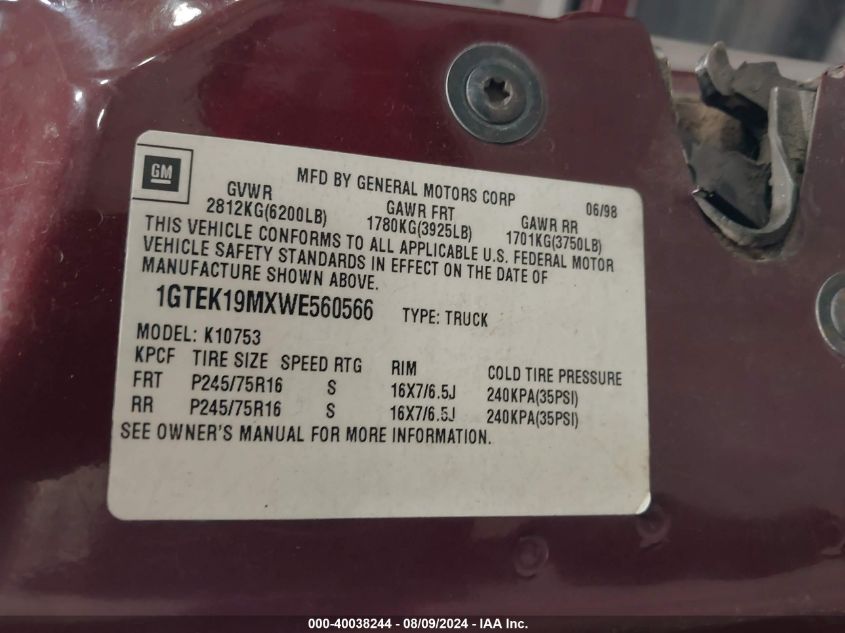 GM
MFD BY GENERAL MOTORS CORP 06/98
GVWR GAWR FRT GAWR RR
2812KG(6200LB) 1780KG(3925LB) 1701KG(3750LB)
THIS VEHICLE CONFORMS TO ALL APPLICABLE U.S. FEDERAL MOTOR
VEHICLE SAFETY STANDARDS IN EFFECT ON THE DATE OF
MANUFACTURE SHOWN ABOVE.
1GTEK19MXWE560566 TYPE: TRUCK
MODEL: K10753
KPCF TIRE SIZE SPEED RTG RIM COLD TIRE PRESSURE
FRT P245/75R16 S 16X7/6.5J 240KPA(35PSI)
RR P245/75R16 S 16X7/6.5J 240KPA(35PSI)
SEE OWNER'S MANUAL FOR MORE INFORMATION.
000-40038244 - 08/09/2024 - IAA Inc.